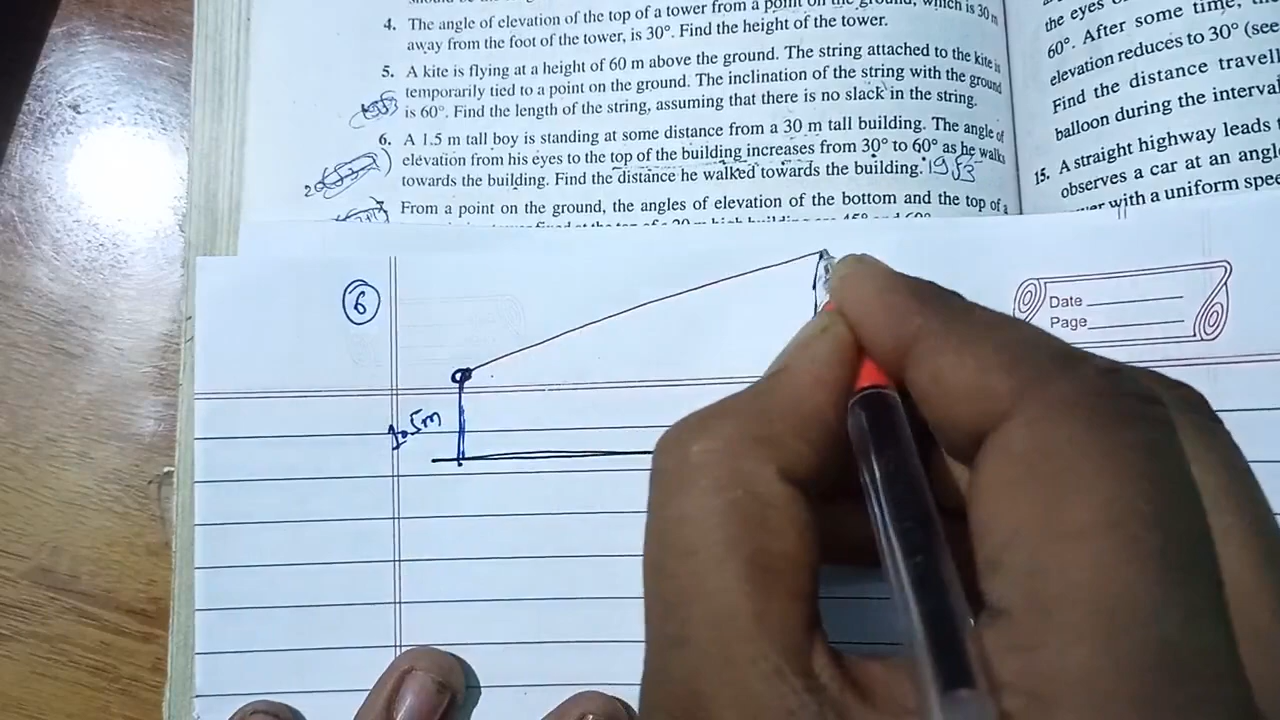 4. The angle of elevation of the top of a tower from a point on the ground, which is 30 m
away from the foot of the tower, is 30°. Find the height of the tower.
5. A kite is flying at a height of 60 m above the ground. The string attached to the kite is
temporarily tied to a point on the ground. The inclination of the string with the ground
is 60°. Find the length of the string, assuming that there is no slack in the string.
6. A 1.5 m tall boy is standing at some distance from a 30 m tall building. The angle of
elevation from his eyes to the top of the building increases from 30° to 60° as he walks
towards the building. Find the distance he walked towards the building. 19√3
From a point on the ground, the angles of elevation of the bottom and the top of a
the eyes
60°. After some time,
elevation reduces to 30° (see
Find the distance travell
balloon during the interval
15. A straight highway leads
observes a car at an angl
with a uniform spee
6
1.5m
Date
Page